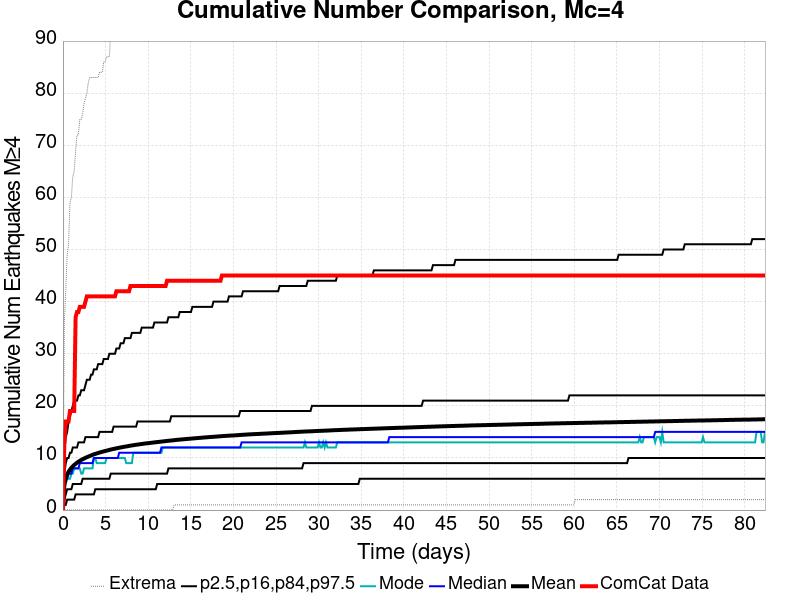 Cumulative Number Comparison, Mc=4
Cumulative Num Earthquakes M≥4
90
80
70
60
50
40
30
20
10
0
0 5 10 15 20 25 30 35 40 45 50 55 60 65 70 75 80
Time (days)
Extrema p2.5,p16,p84,p97.5 Mode Median Mean ComCat Data